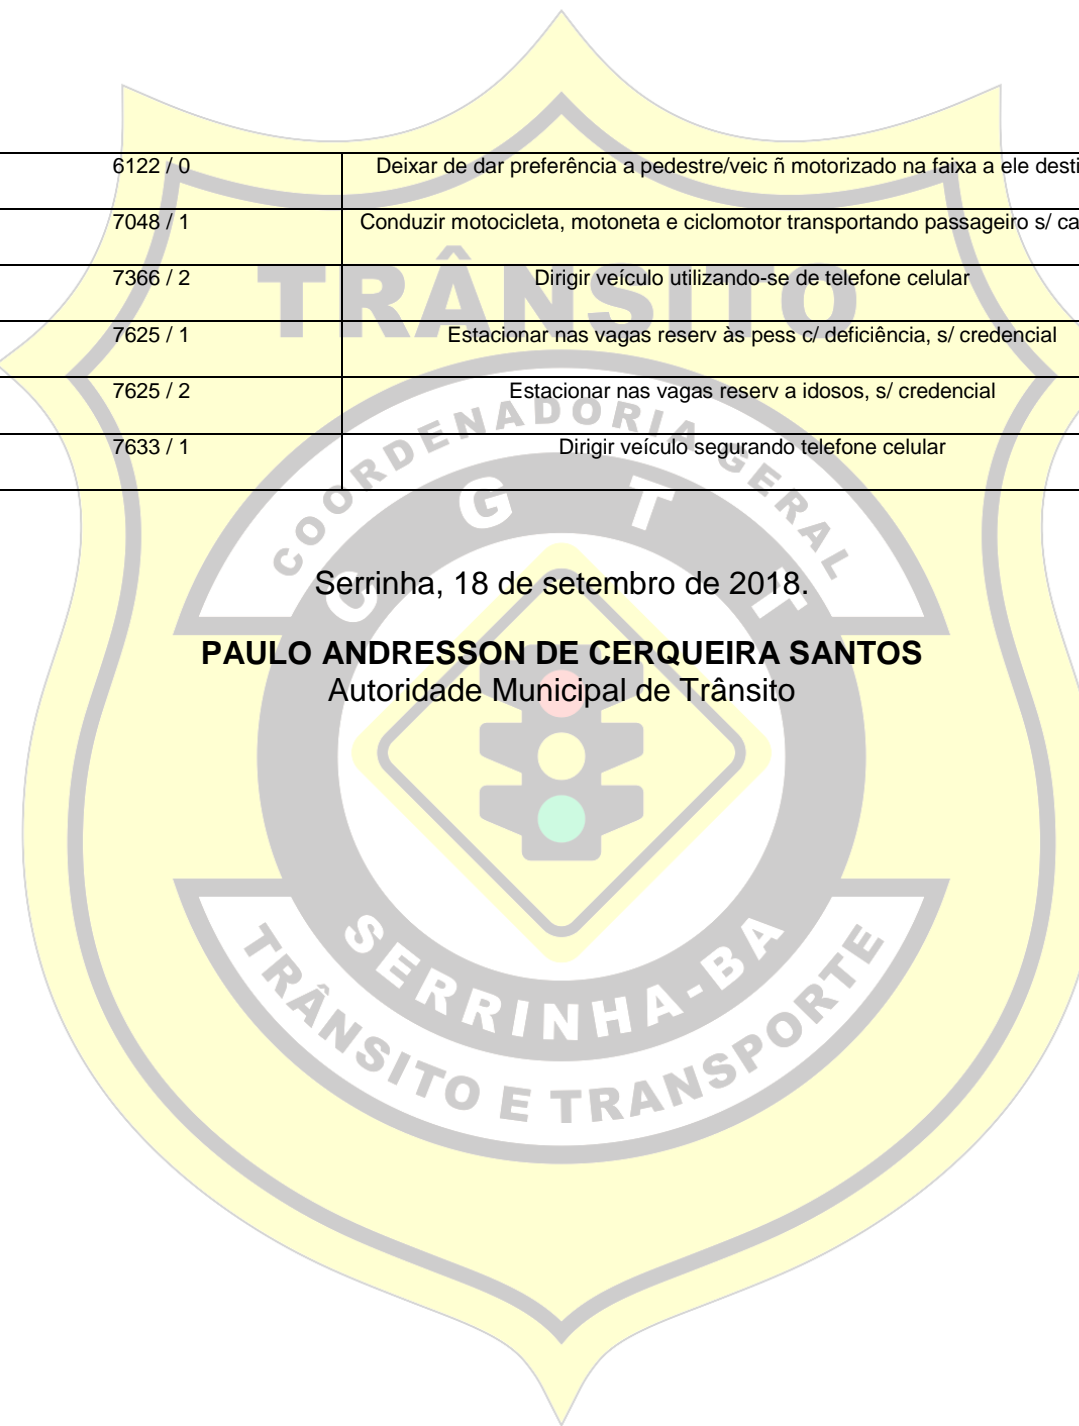 6122 / 0 Deixar de dar preferência a pedestre/veic ñ motorizado na faixa a ele desti
7048 / 1 Conduzir motocicleta, motoneta e ciclomotor transportando passageiro s/ ca
TRÂNSITO
7366 / 2 Dirigir veículo utilizando-se de telefone celular
7625 / 1 Estacionar nas vagas reserv às pess c/ deficiência, s/ credencial
7625 / 2 Estacionar nas vagas reserv a idosos, s/ credencial
7633 / 1 Dirigir veículo segurando telefone celular
COORDENADORIA GERAL
C G T T
Serrinha, 18 de setembro de 2018.
PAULO ANDRESSON DE CERQUEIRA SANTOS
Autoridade Municipal de Trânsito
SERRINHA-BA
TRÂNSITO E TRANSPORTE